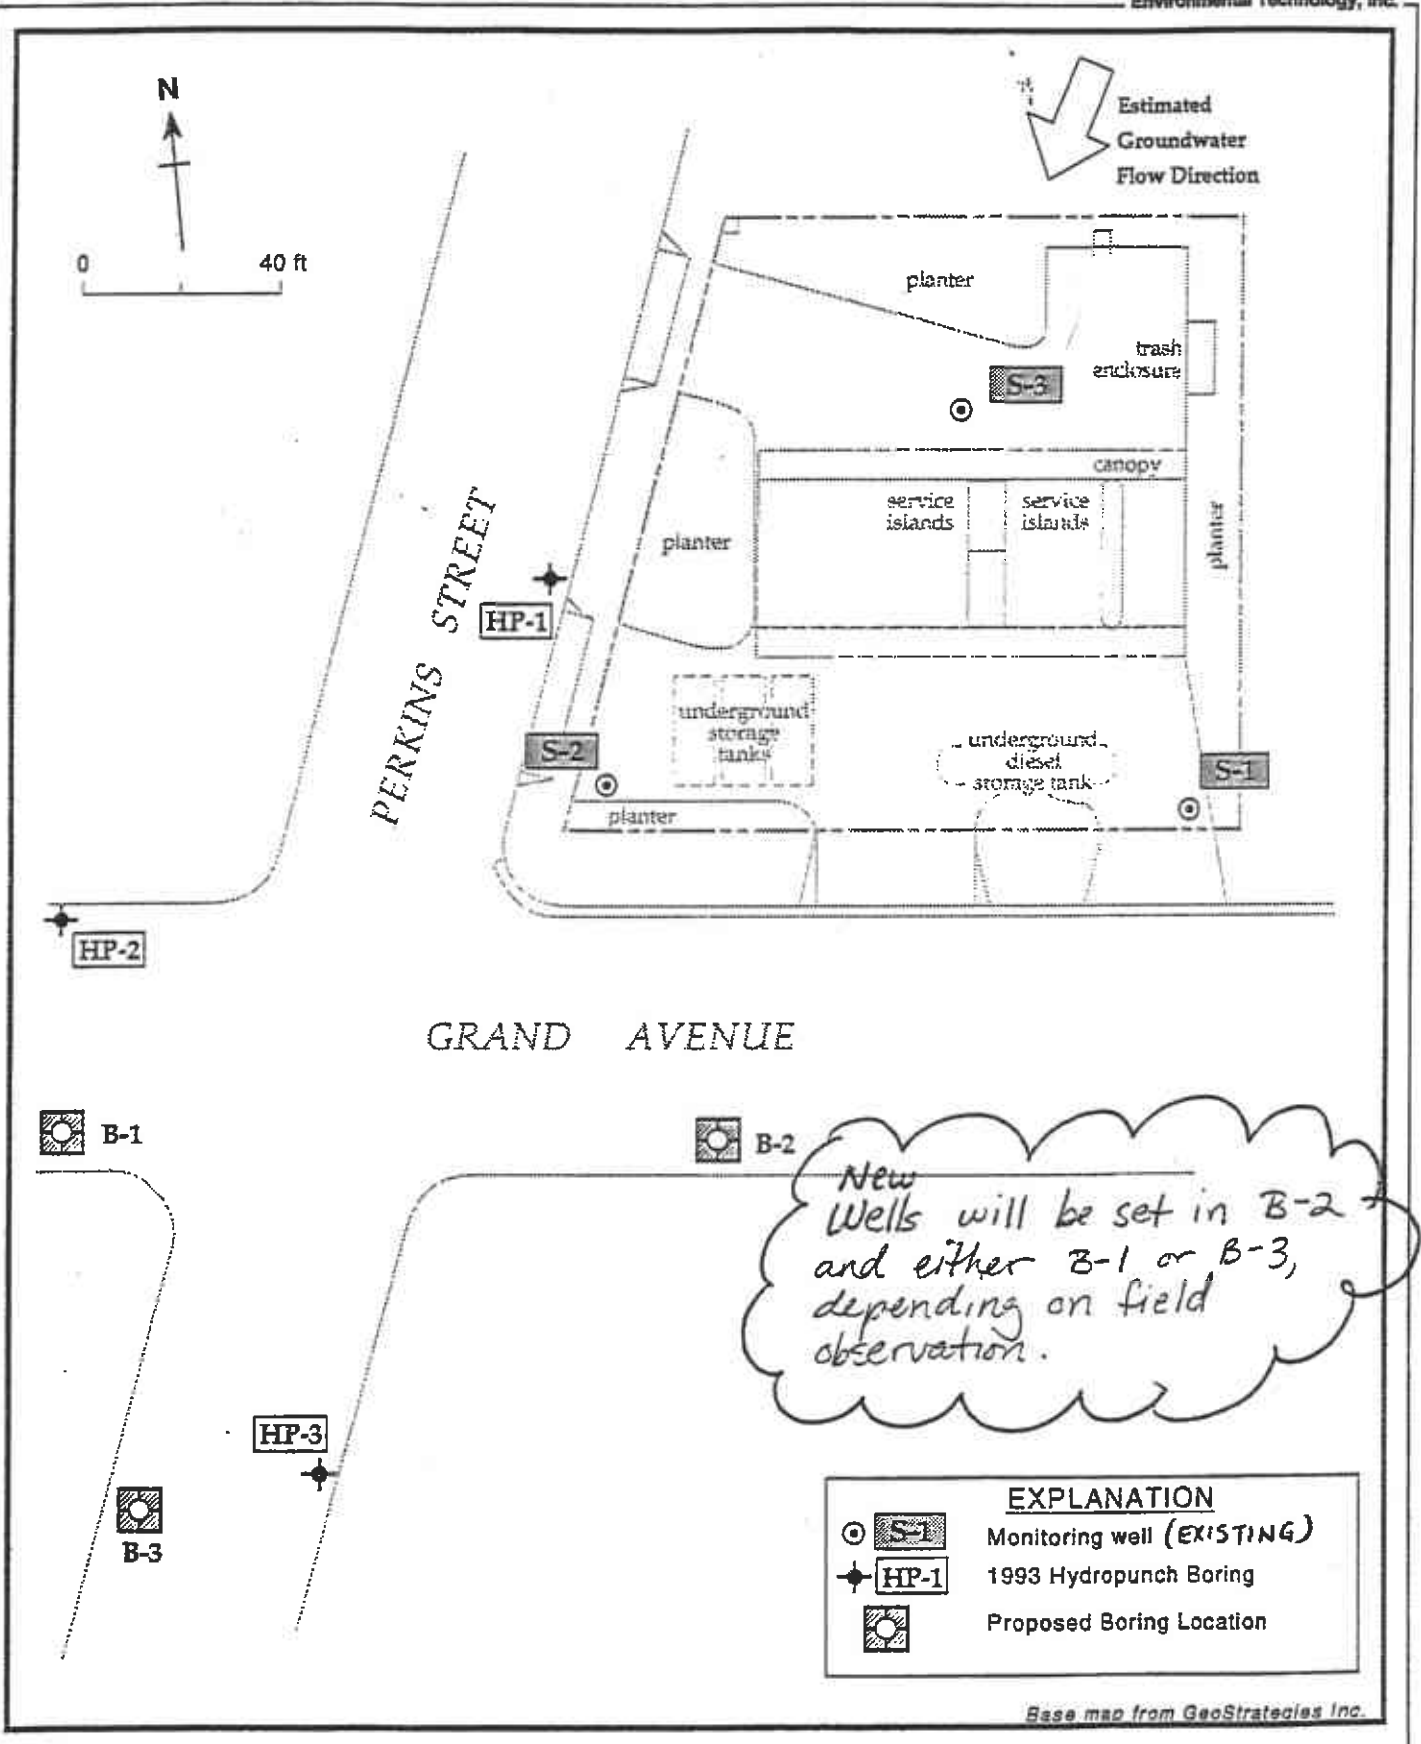 Environmental Technology, Inc.
N
0 40 ft
Estimated
Groundwater
Flow Direction
planter
trash
enclosure
S-3
canopy
service
islands
service
islands
planter
planter
PERKINS STREET
HP-1
underground
storage
tanks
underground
diesel
storage tank
S-2
S-1
planter
HP-2
GRAND AVENUE
B-1
B-2
New
Wells will be set in B-2
and either B-1 or B-3,
depending on field
observation.
HP-3
B-3
EXPLANATION
S-1 Monitoring well (EXISTING)
HP-1 1993 Hydropunch Boring
Proposed Boring Location
Base map from GeoStrategies Inc.